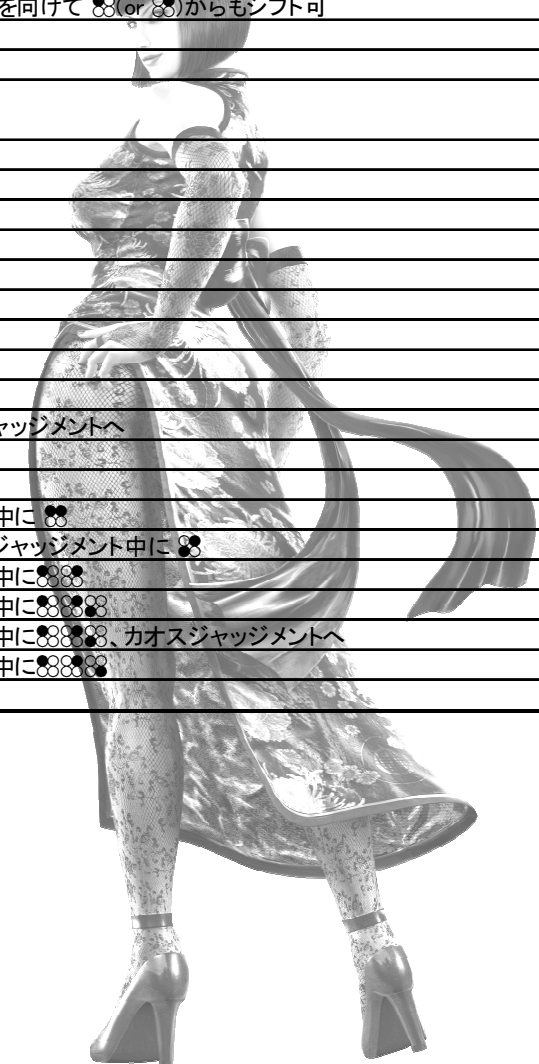 を向けて (or )からもシフト可
ャッジメントへ
中に
ジャッジメント中に
中に
中に
中に 、カオスジャッジメントへ
中に